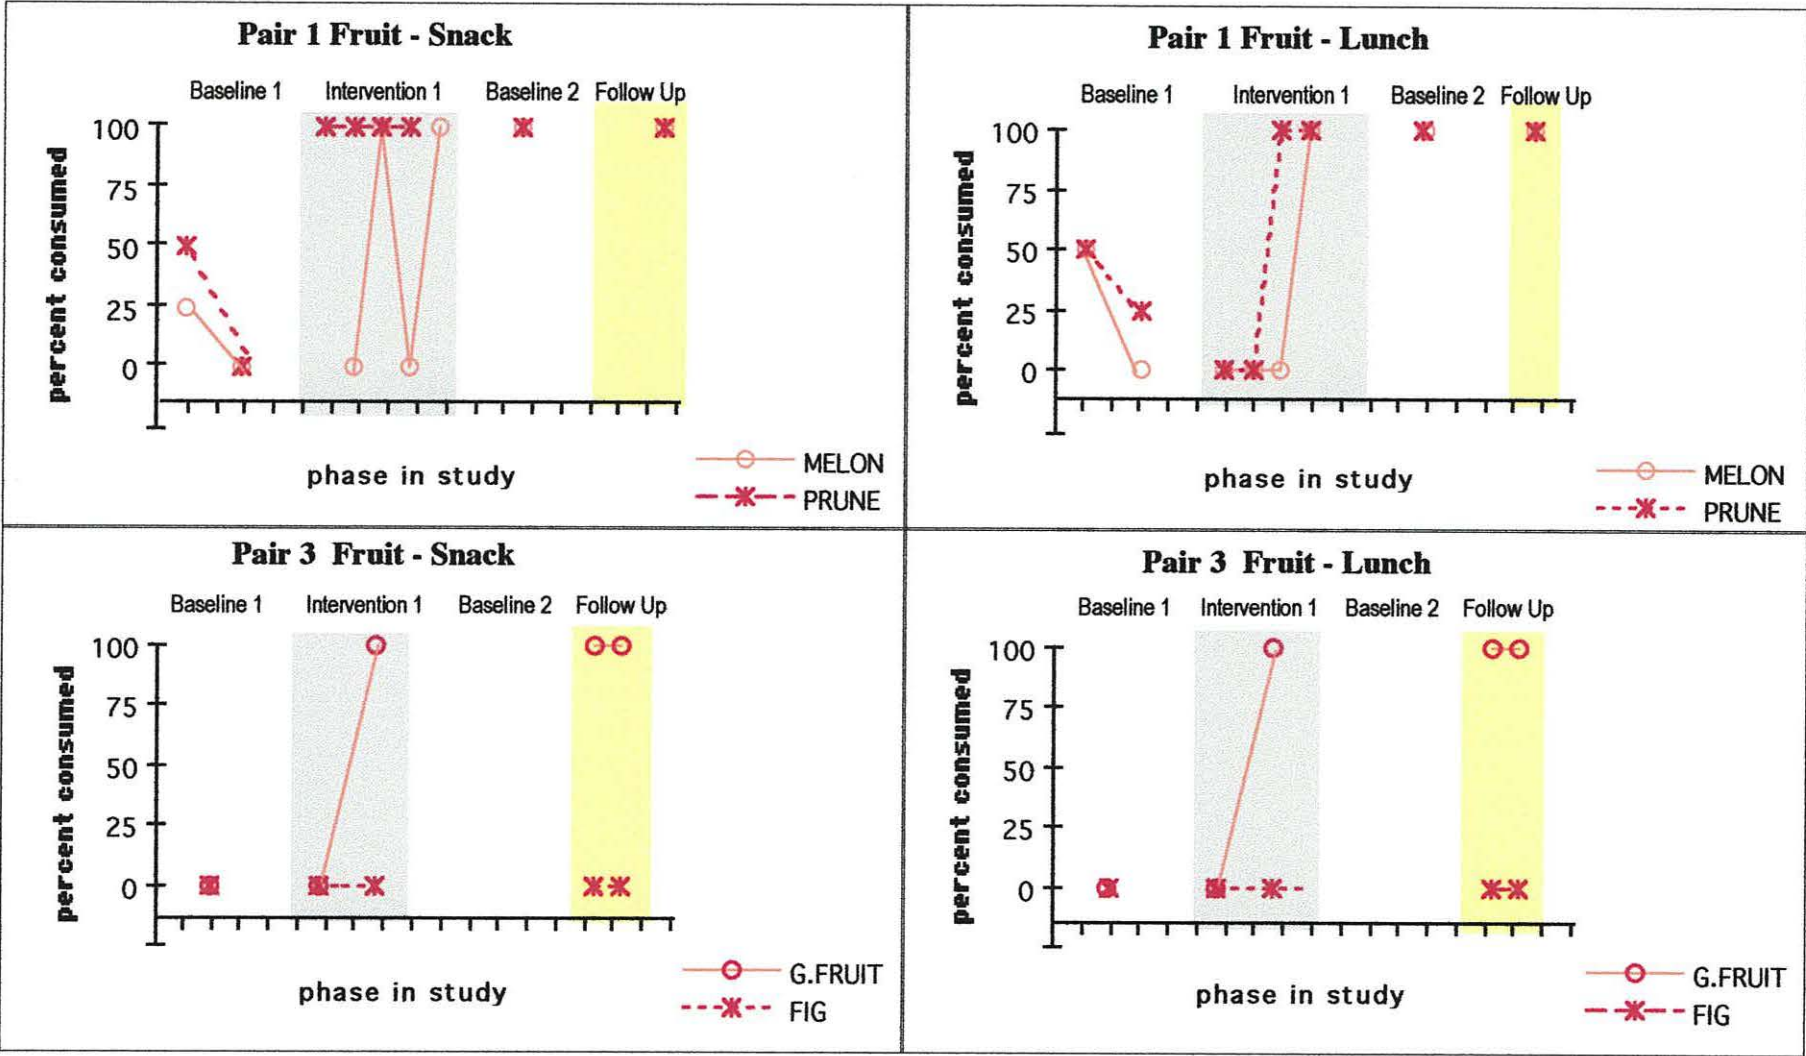 Pair 1 Fruit - Snack
Baseline 1 Intervention 1 Baseline 2 Follow Up
100
75
50
25
0
percent consumed
phase in study
MELON
PRUNE
Pair 1 Fruit - Lunch
Baseline 1 Intervention 1 Baseline 2 Follow Up
100
75
50
25
0
percent consumed
phase in study
MELON
PRUNE
Pair 3 Fruit - Snack
Baseline 1 Intervention 1 Baseline 2 Follow Up
100
75
50
25
0
percent consumed
phase in study
G.FRUIT
FIG
Pair 3 Fruit - Lunch
Baseline 1 Intervention 1 Baseline 2 Follow Up
100
75
50
25
0
percent consumed
phase in study
G.FRUIT
FIG